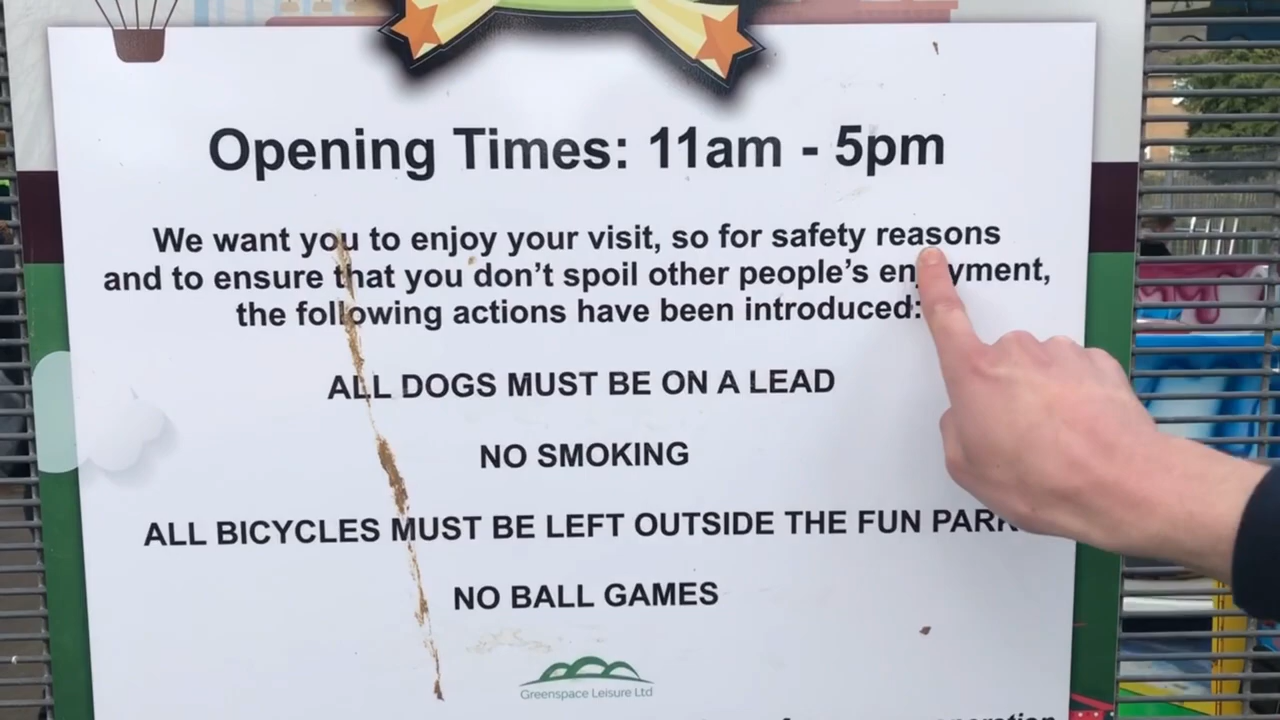 Opening Times: 11am - 5pm
We want you to enjoy your visit, so for safety reasons
and to ensure that you don't spoil other people's enjoyment,
the following actions have been introduced:
ALL DOGS MUST BE ON A LEAD
NO SMOKING
ALL BICYCLES MUST BE LEFT OUTSIDE THE FUN PARK
NO BALL GAMES
Greenspace Leisure Ltd